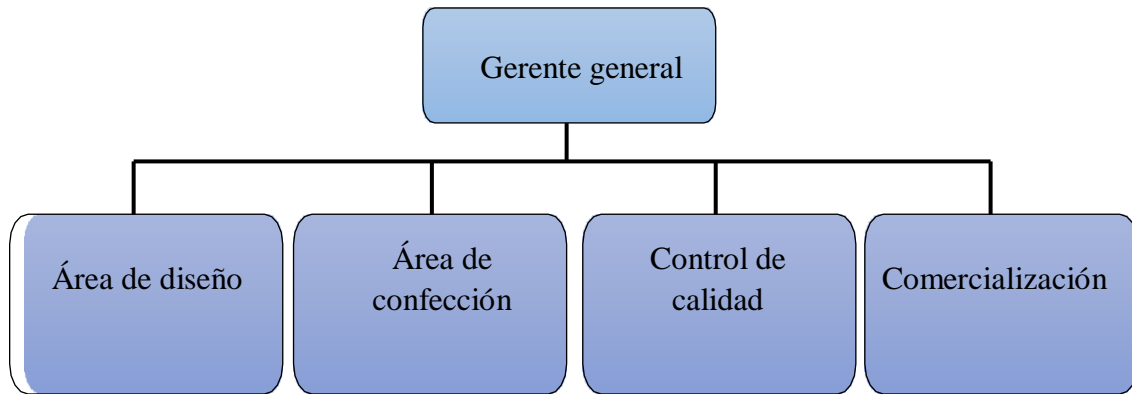 Gerente general
Área de diseño
Área de
confección
Control de
calidad
Comercialización